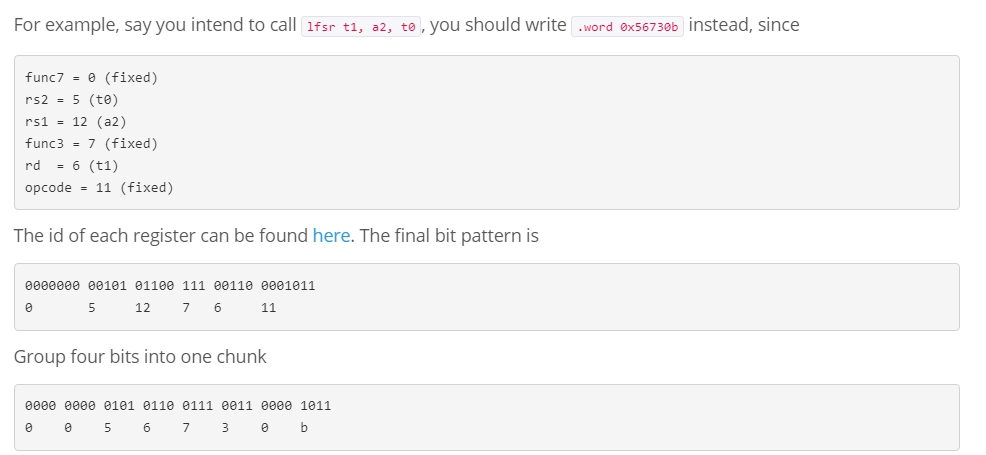 For example, say you intend to call lfsr t1, a2, t0, you should write .word 0x56730b instead, since
func7 = 0 (fixed)
rs2 = 5 (t0)
rs1 = 12 (a2)
func3 = 7 (fixed)
rd  = 6 (t1)
opcode = 11 (fixed)
The id of each register can be found here. The final bit pattern is
0000000 00101 01100 111 00110 0001011
0       5     12    7   6     11
Group four bits into one chunk
0000 0000 0101 0110 0111 0011 0000 1011
0    0    5    6    7    3    0    b